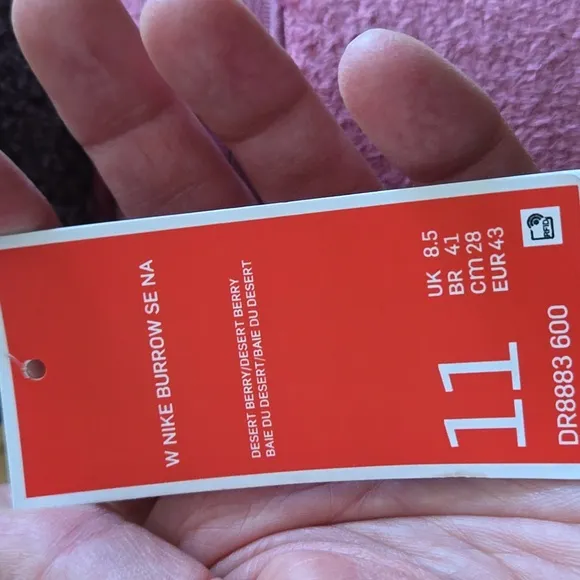 W NIKE BURROW SE NA
DESERT BERRY/DESERT BERRY
BAIE DU DESERT/BAIE DU DESERT
UK 8.5
BR 41
cm 28
EUR 43
11
DR8883 600
RFID